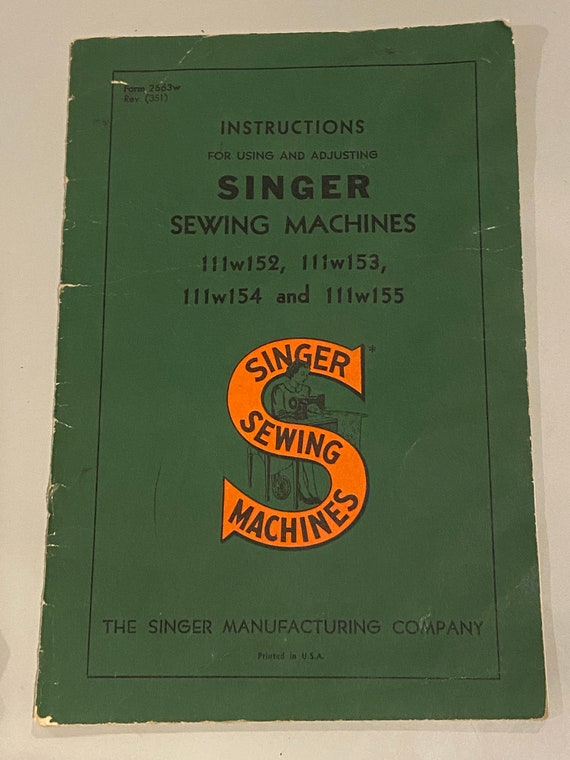 Form 2663w
Rev. (351)
INSTRUCTIONS
FOR USING AND ADJUSTING
SINGER
SEWING MACHINES
111w152, 111w153,
111w154 and 111w155
SINGER *
SEWING
MACHINES
THE SINGER MANUFACTURING COMPANY
Printed in U.S.A.